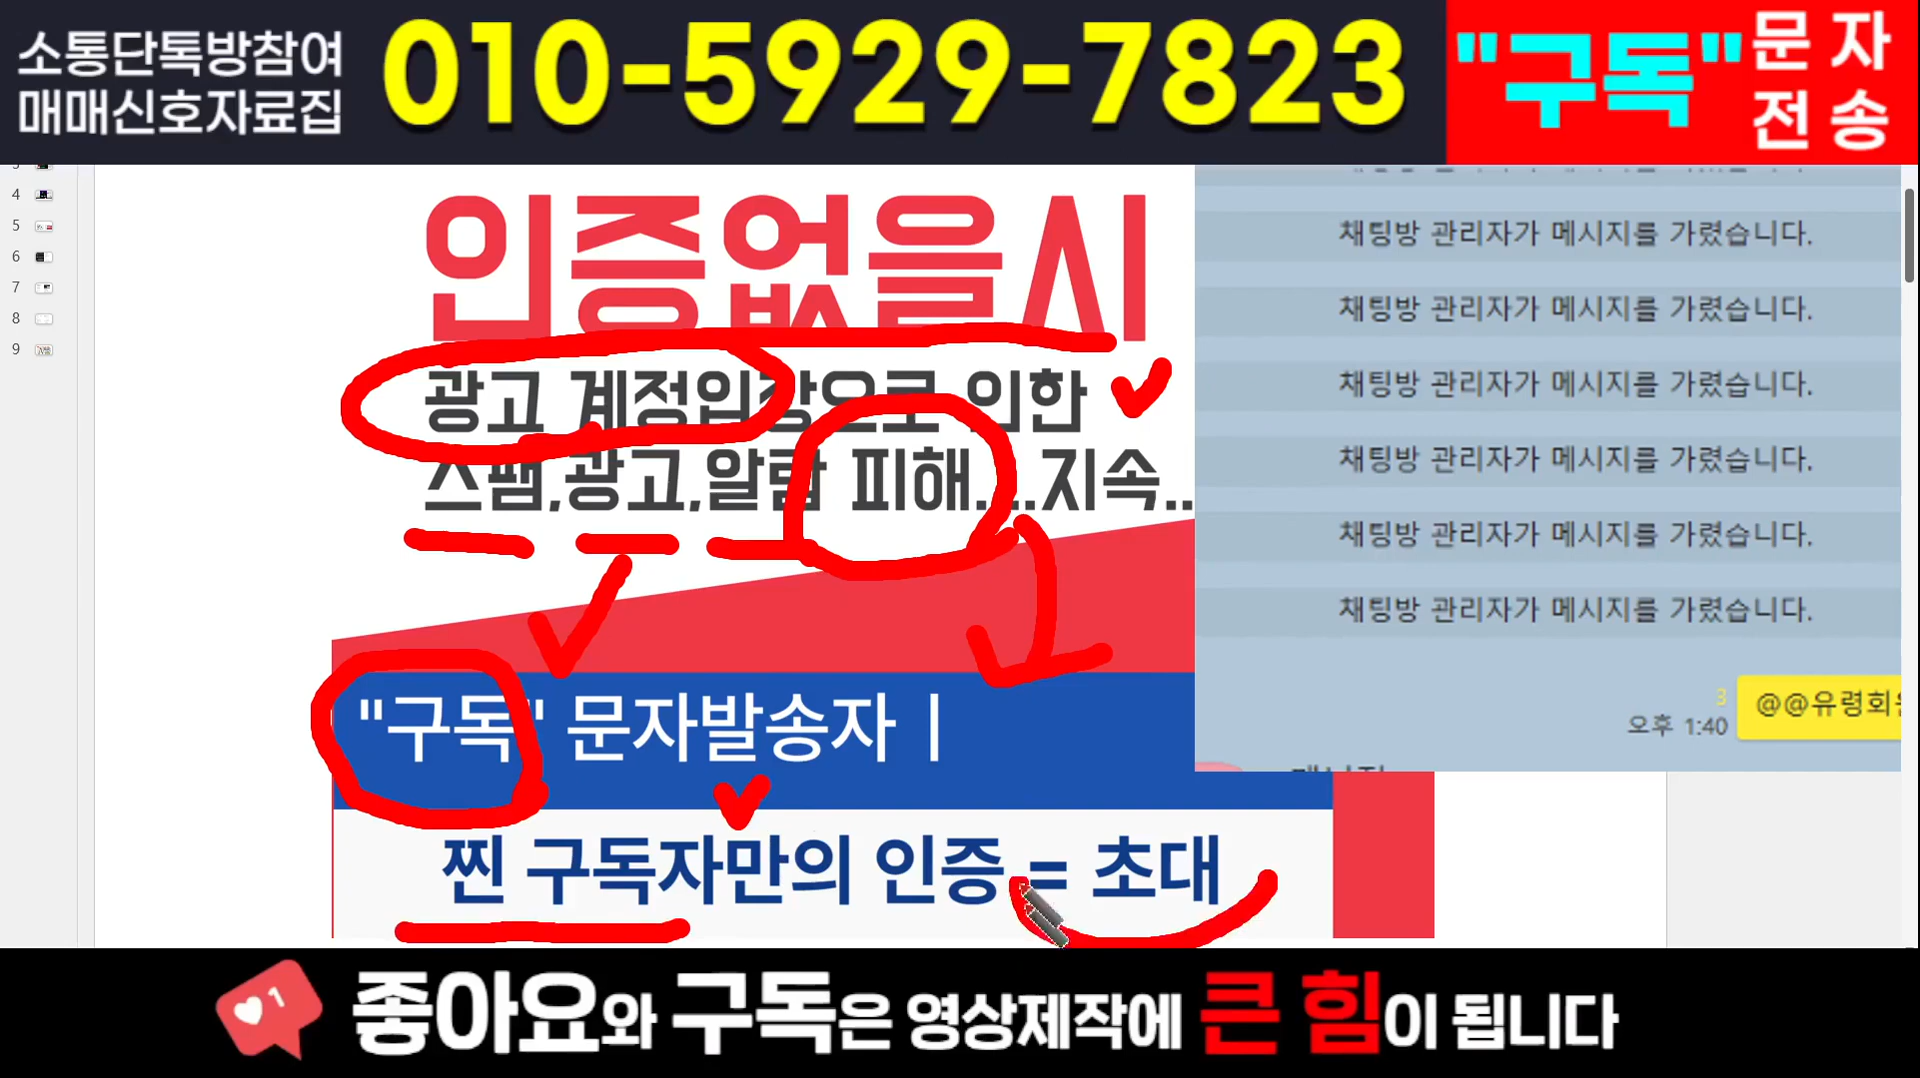 소통단톡방참여
매매신호자료집
010-5929-7823
"구독"
문자
전송
4
5
6
7
8
9
인증없을시
광고 계정입장으로 의한
스팸,광고,알람 피해....지속..
"구독" 문자발송자 |
찐 구독자만의 인증 = 초대
채팅방 관리자가 메시지를 가렸습니다.
채팅방 관리자가 메시지를 가렸습니다.
채팅방 관리자가 메시지를 가렸습니다.
채팅방 관리자가 메시지를 가렸습니다.
채팅방 관리자가 메시지를 가렸습니다.
채팅방 관리자가 메시지를 가렸습니다.
3
오후 1:40
@@유령회
1
좋아요와 구독은 영상제작에 큰 힘이 됩니다